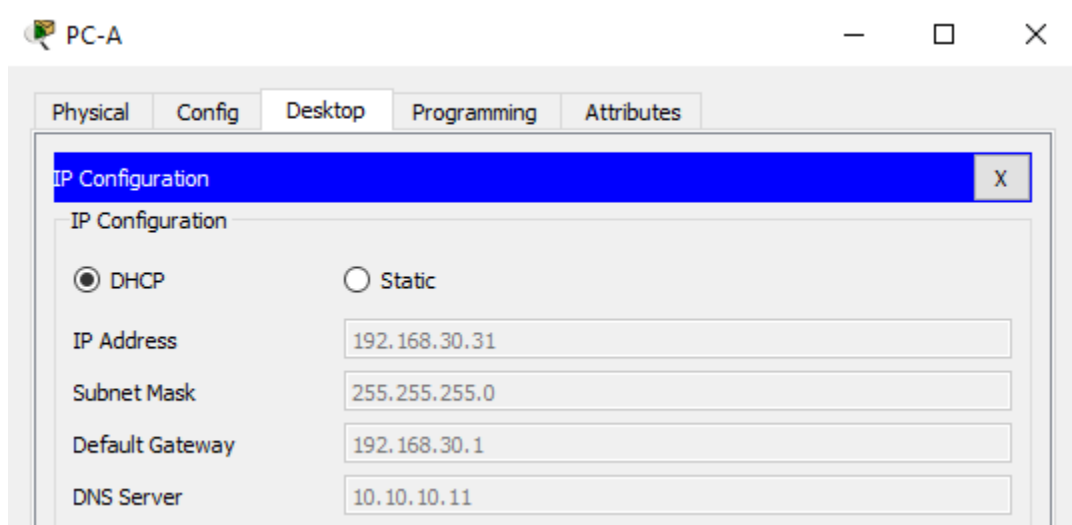 PC-A
Physical Config Desktop Programming Attributes
IP Configuration X
IP Configuration
DHCP Static
IP Address 192.168.30.31
Subnet Mask 255.255.255.0
Default Gateway 192.168.30.1
DNS Server 10.10.10.11